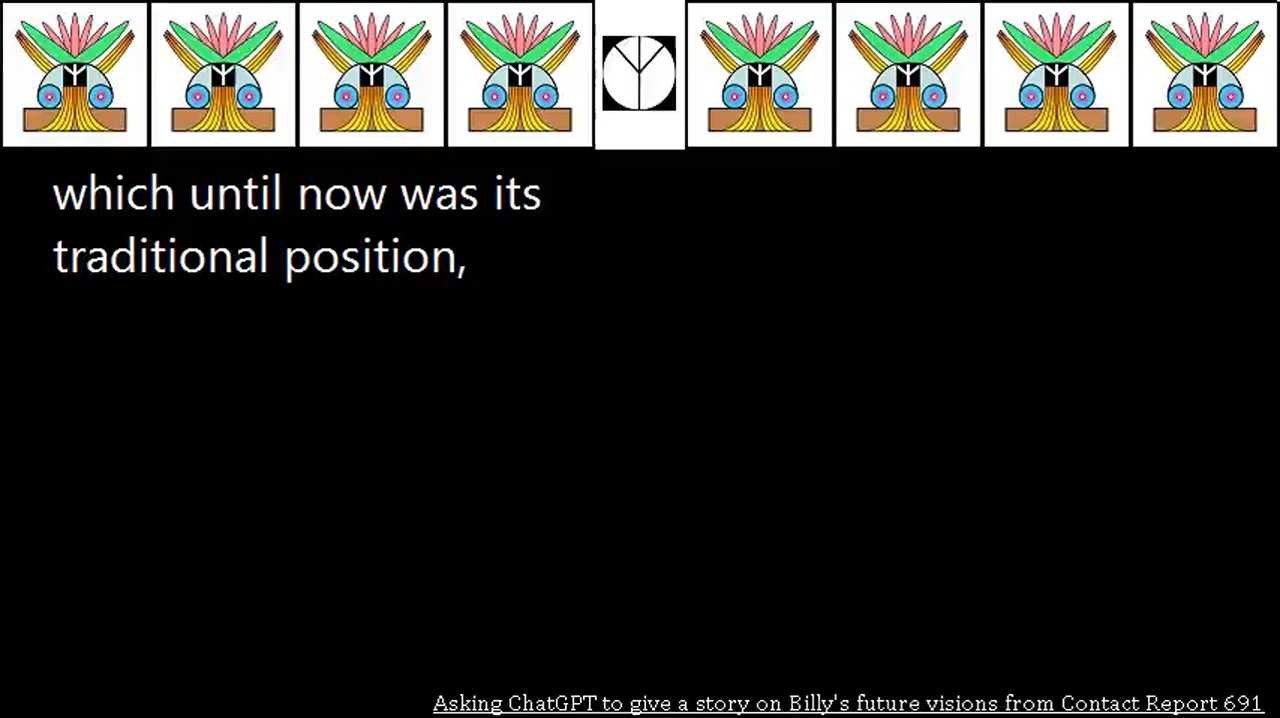 which until now was its
traditional position,
Asking ChatGPT to give a story on Billy's future visions from Contact Report 691